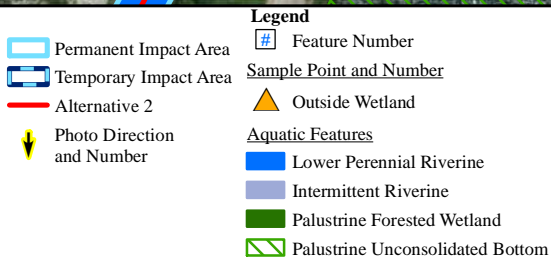 Legend
Permanent Impact Area
Temporary Impact Area
Alternative 2
Photo Direction
and Number
# Feature Number
Sample Point and Number
Outside Wetland
Aquatic Features
Lower Perennial Riverine
Intermittent Riverine
Palustrine Forested Wetland
Palustrine Unconsolidated Bottom